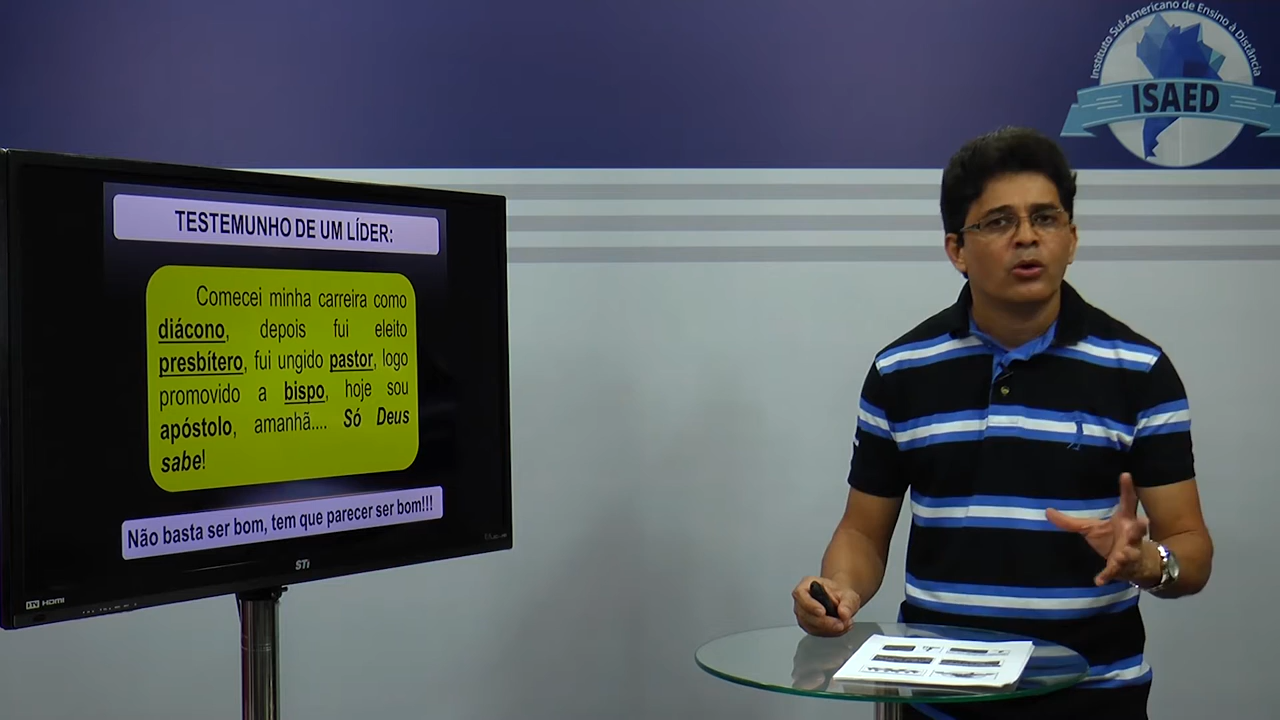 Instituto Sul-Americano de Ensino à Distância
ISAED
TESTEMUNHO DE UM LÍDER:
Comecei minha carreira como
diácono, depois fui eleito
presbítero, fui ungido pastor, logo
promovido a bispo, hoje sou
apóstolo, amanhã.... Só Deus
sabe!
Não basta ser bom, tem que parecer ser bom!!!
STi
HDMI